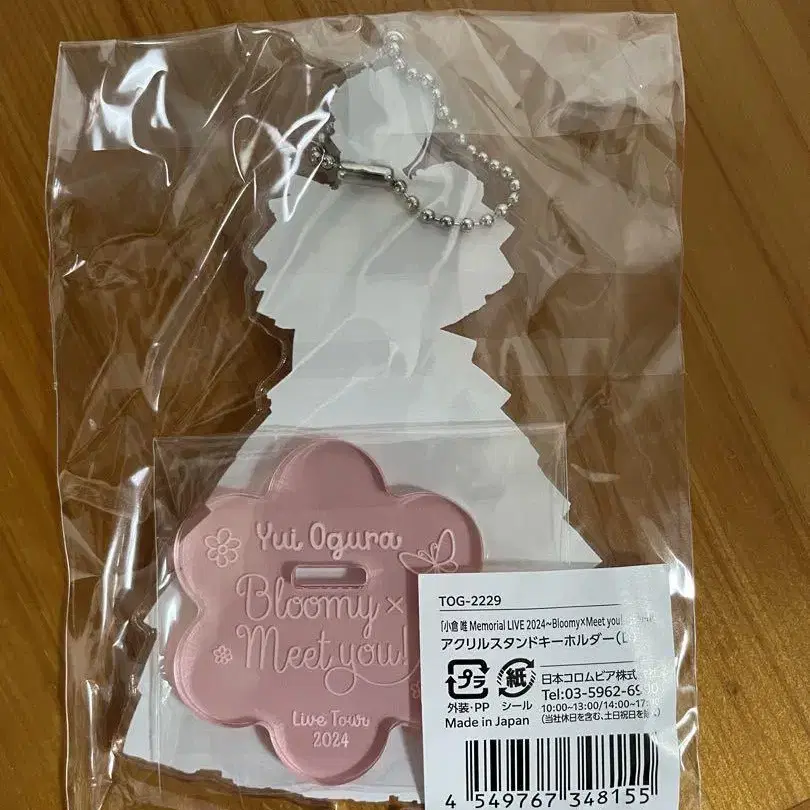 Yui Ogura
Bloomy ×
Meet you!
Live Tour
2024
TOG-2229
「小倉 唯 Memorial LIVE 2024~Bloomy×Meet you!
アクリルスタンドキーホルダー
プラ
紙
外装・PP
シール
Made in Japan
日本コロムビア株式
Tel:03-5962-6
10:00~13:00/14:00~17
(当社休日を含む、土日祝日を除
4 549767 348155